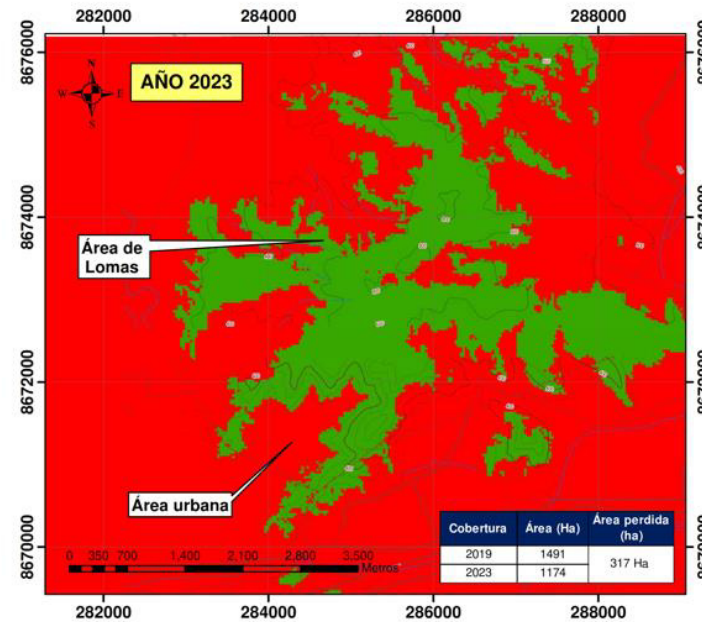 282000 284000 286000 288000
8676000 8676000
N
W E
S
AÑO 2023
8674000
Área de
Lomas
8672000
Área urbana
Cobertura Área (Ha) Área perdida
(ha)
2019 1491 317 Ha
2023 1174
8670000
0 350 700 1,400 2,100 2,800 3,500
Metros
282000 284000 286000 288000